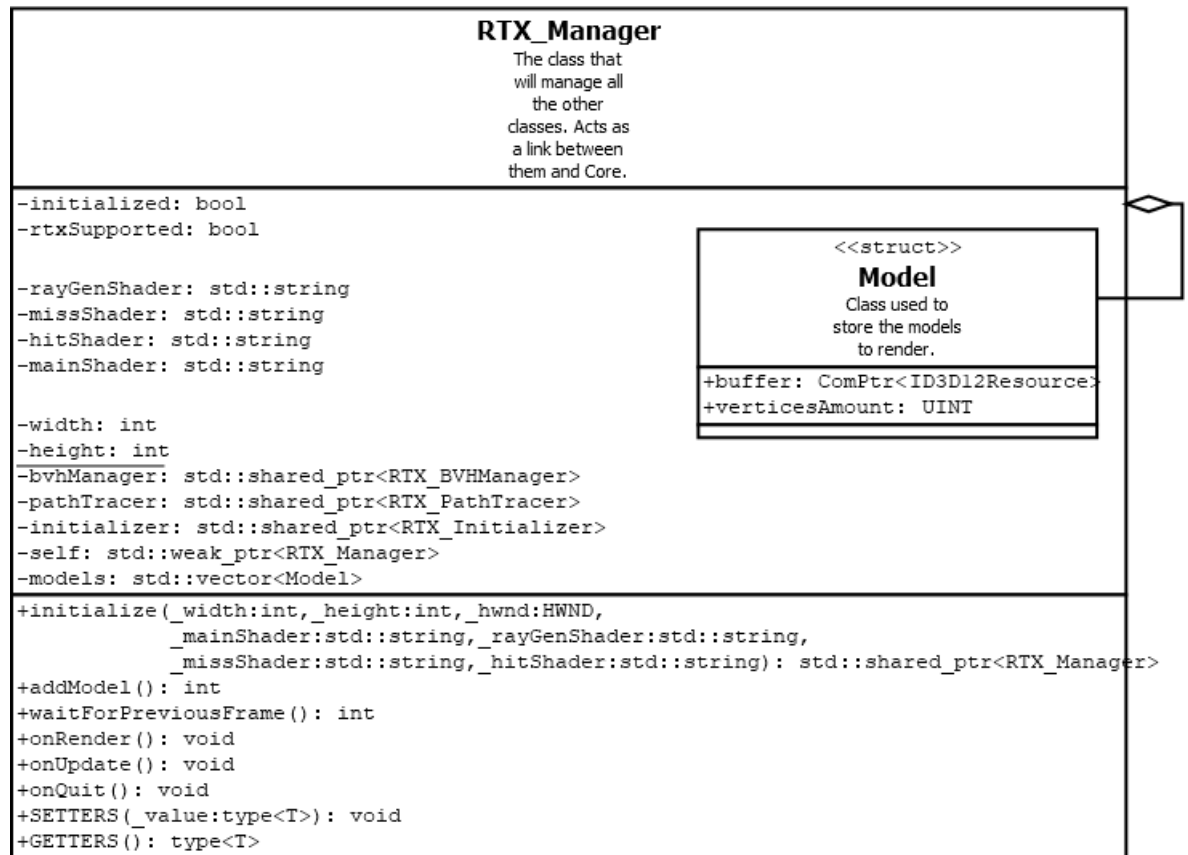 RTX_Manager
The class that
will manage all
the other
classes. Acts as
a link between
them and Core.
-initialized: bool
-rtxSupported: bool
-rayGenShader: std::string
-missShader: std::string
-hitShader: std::string
-mainShader: std::string
-width: int
-height: int
-bvhManager: std::shared_ptr<RTX_BVHManager>
-pathTracer: std::shared_ptr<RTX_PathTracer>
-initializer: std::shared_ptr<RTX_Initializer>
-self: std::weak_ptr<RTX_Manager>
-models: std::vector<Model>
<<struct>>
Model
Class used to
store the models
to render.
+buffer: ComPtr<ID3D12Resource>
+verticesAmount: UINT
+initialize(_width:int,_height:int,_hwnd:HWND,
_mainShader:std::string,_rayGenShader:std::string,
_missShader:std::string,_hitShader:std::string): std::shared_ptr<RTX_Manager>
+addModel(): int
+waitForPreviousFrame(): int
+onRender(): void
+onUpdate(): void
+onQuit(): void
+SETTERS(_value:type<T>): void
+GETTERS(): type<T>